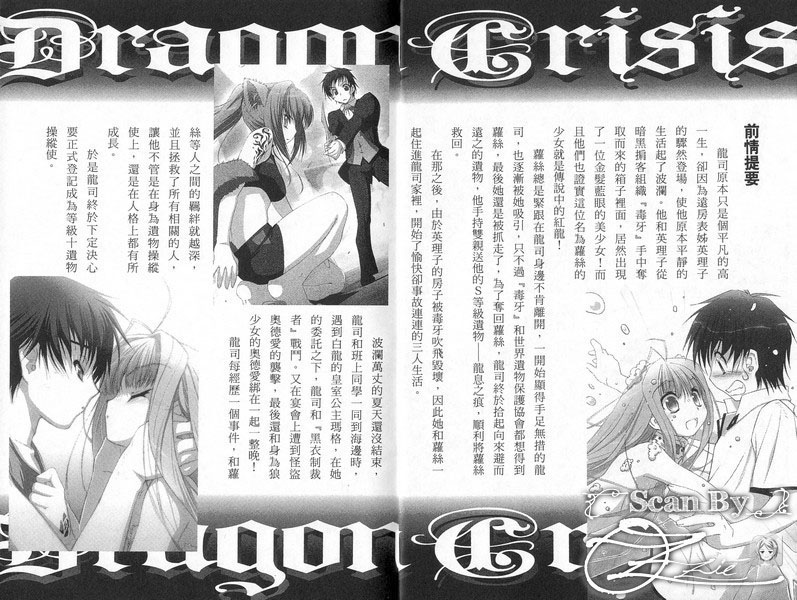 Dragon Crisis
前情提要
龍司原本只是個平凡的高
一生，卻因為遠房表姊英理子
的驟然登場，使他原本平靜的
生活起了波瀾。他和英理子從
暗黑掮客組織『毒牙』手中奪
取而來的箱子裡面，居然出現
了一位金髮藍眼的美少女！而
且他們也證實這位名為蘿絲的
少女就是傳說中的紅龍！
蘿絲總是緊跟在龍司身邊不肯離開，一開始顯得手足無措的龍
司，也逐漸被她吸引，只不過『毒牙』和世界遺物保護協會都想得到
蘿絲，最後她還是被抓走了，為了奪回蘿絲，龍司終於拾起向來避而
遠之的遺物，他手持雙親送他的S等級遺物——龍息之痕，順利將蘿絲
救回。
在那之後，由於英理子的房子被毒牙吹飛毀壞，因此她和蘿絲一
起住進龍司家裡，開始了愉快卻事故連連的三人生活。
波瀾萬丈的夏天還沒結束，
龍司和班上同學一同到海邊時，
遇到白龍的皇室公主瑪格，在她
的委託之下，龍司和『黑衣制裁
者』戰鬥。又在宴會上遭到怪盜
奧德愛的襲擊，最後還和身為狼
少女的奧德愛綁在一起一整晚！
龍司每經歷一個事件，和蘿
絲等人之間的羈絆就越深，
並且拯救了所有相關的人，
讓他不管是在身為遺物操縱
使上，還是在人格上都有所
成長。
於是龍司終於下定決心
要正式登記成為等級十遺物
操縱使。
Scan By
Dragon Cr